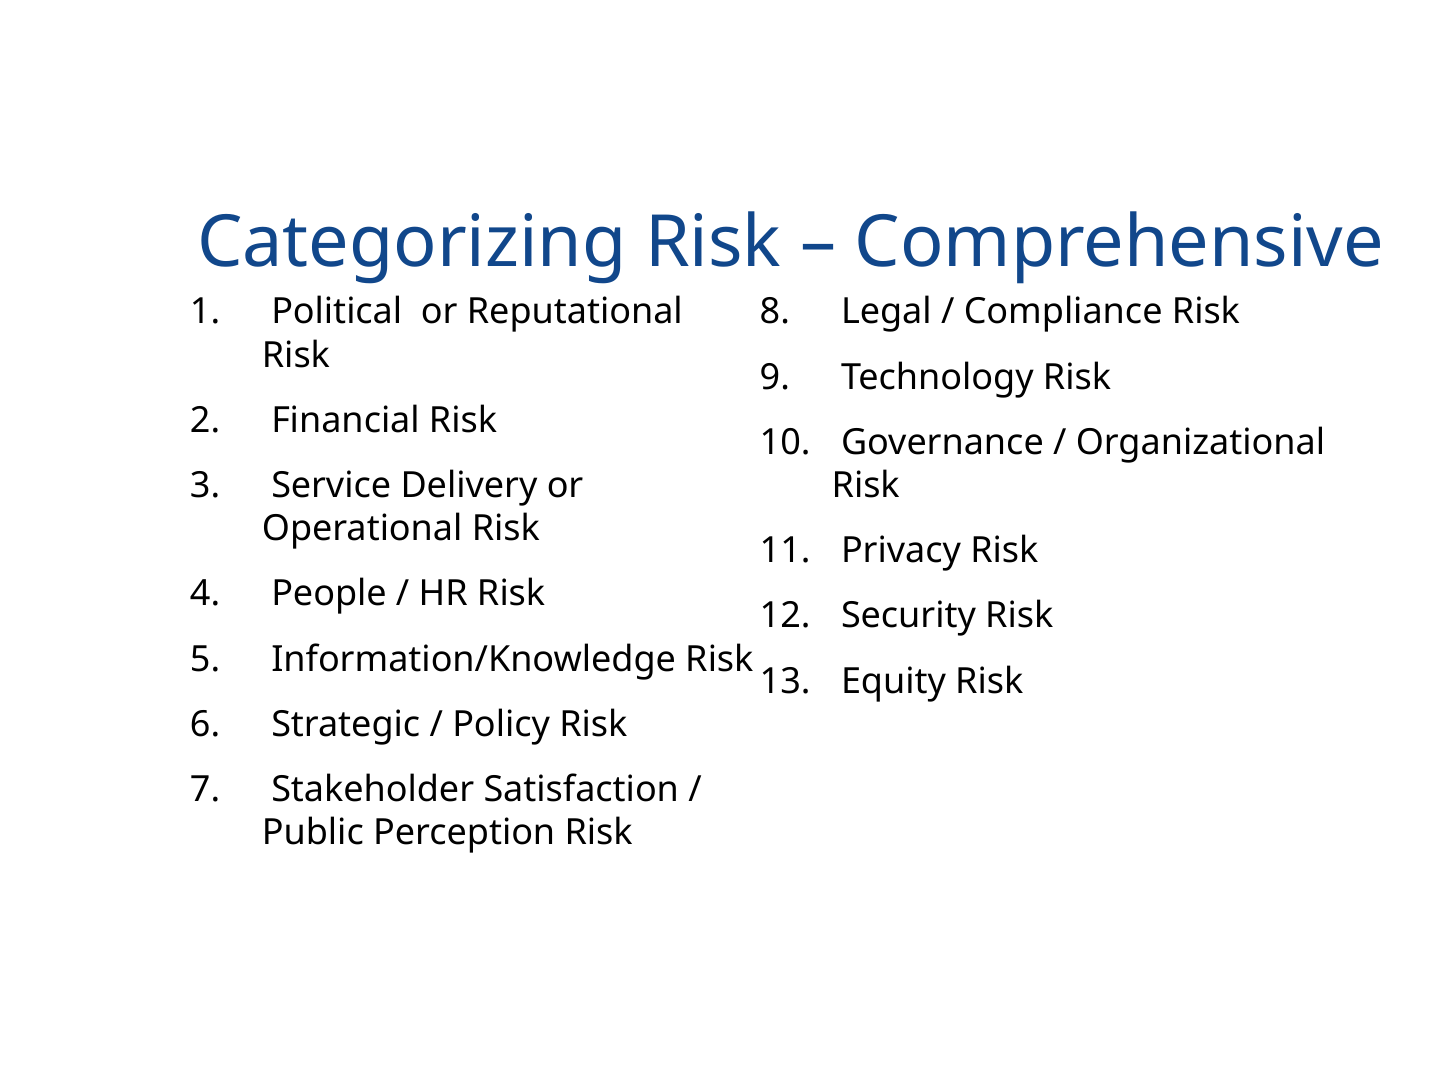 Categorizing Risk – Comprehensive
1. Political  or Reputational
Risk
2. Financial Risk
3. Service Delivery or
Operational Risk
4. People / HR Risk
5. Information/Knowledge Risk
6. Strategic / Policy Risk
7. Stakeholder Satisfaction /
Public Perception Risk
8. Legal / Compliance Risk
9. Technology Risk
10. Governance / Organizational
Risk
11. Privacy Risk
12. Security Risk
13. Equity Risk